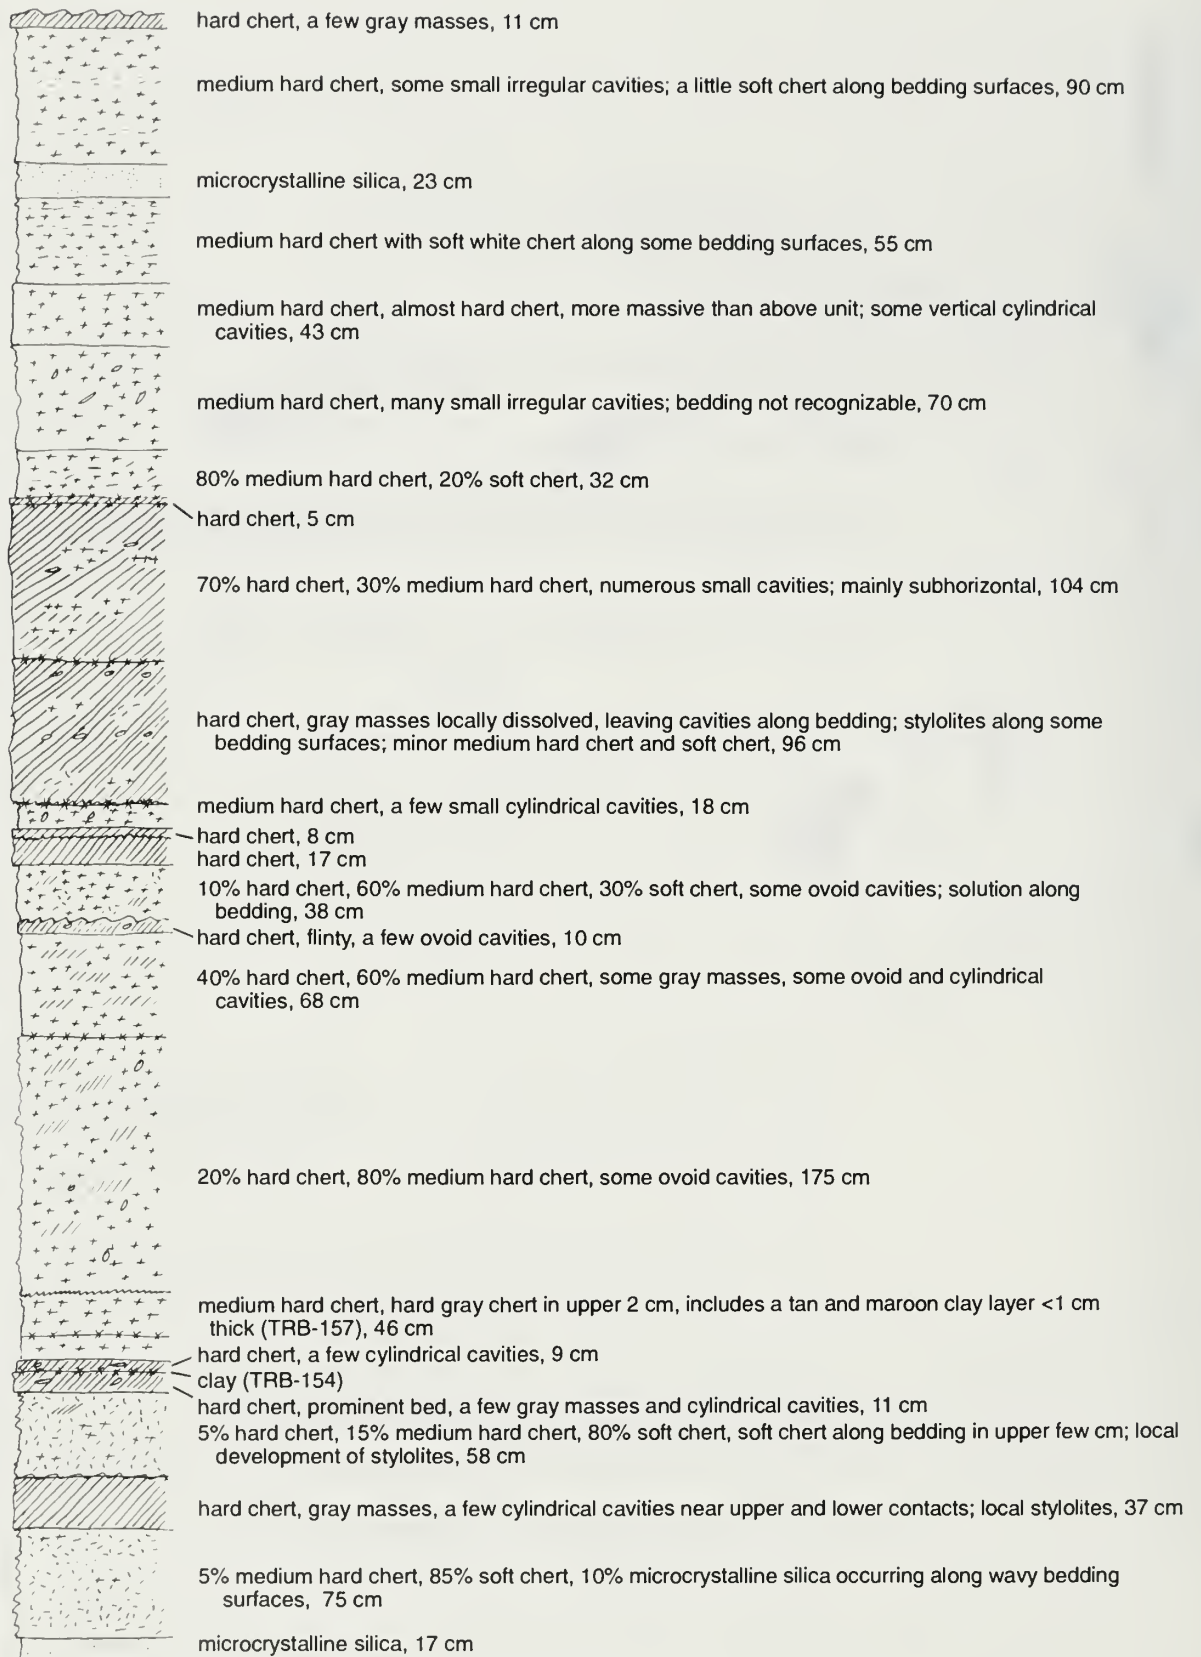 hard chert, a few gray masses, 11 cm
medium hard chert, some small irregular cavities; a little soft chert along bedding surfaces, 90 cm
microcrystalline silica, 23 cm
medium hard chert with soft white chert along some bedding surfaces, 55 cm
medium hard chert, almost hard chert, more massive than above unit; some vertical cylindrical
cavities, 43 cm
medium hard chert, many small irregular cavities; bedding not recognizable, 70 cm
80% medium hard chert, 20% soft chert, 32 cm
hard chert, 5 cm
70% hard chert, 30% medium hard chert, numerous small cavities; mainly subhorizontal, 104 cm
hard chert, gray masses locally dissolved, leaving cavities along bedding; stylolites along some
bedding surfaces; minor medium hard chert and soft chert, 96 cm
medium hard chert, a few small cylindrical cavities, 18 cm
hard chert, 8 cm
hard chert, 17 cm
10% hard chert, 60% medium hard chert, 30% soft chert, some ovoid cavities; solution along
bedding, 38 cm
hard chert, flinty, a few ovoid cavities, 10 cm
40% hard chert, 60% medium hard chert, some gray masses, some ovoid and cylindrical
cavities, 68 cm
20% hard chert, 80% medium hard chert, some ovoid cavities, 175 cm
medium hard chert, hard gray chert in upper 2 cm, includes a tan and maroon clay layer <1 cm
thick (TRB-157), 46 cm
hard chert, a few cylindrical cavities, 9 cm
clay (TRB-154)
hard chert, prominent bed, a few gray masses and cylindrical cavities, 11 cm
5% hard chert, 15% medium hard chert, 80% soft chert, soft chert along bedding in upper few cm; local
development of stylolites, 58 cm
hard chert, gray masses, a few cylindrical cavities near upper and lower contacts; local stylolites, 37 cm
5% medium hard chert, 85% soft chert, 10% microcrystalline silica occurring along wavy bedding
surfaces, 75 cm
microcrystalline silica, 17 cm